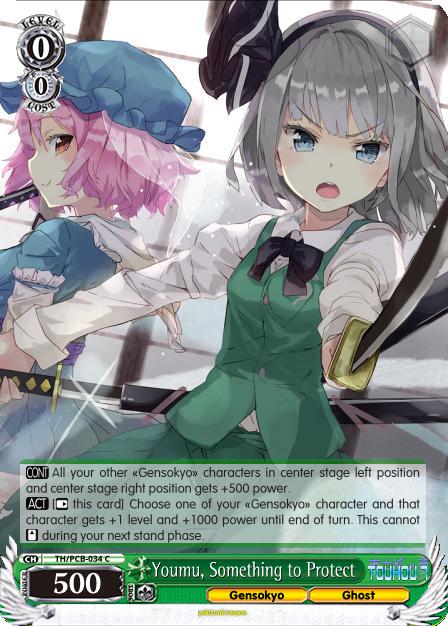 LEVEL
0
0
COST
CONT All your other «Gensokyo» characters in center stage left position
and center stage right position gets +500 power.
ACT [ this card] Choose one of your «Gensokyo» character and that
character gets +1 level and +1000 power until end of turn. This cannot
during your next stand phase.
CH TH/PCB-034 C
POWER
500
SOUL
Youmu, Something to Protect
TOUHOU
Gensokyo
Ghost